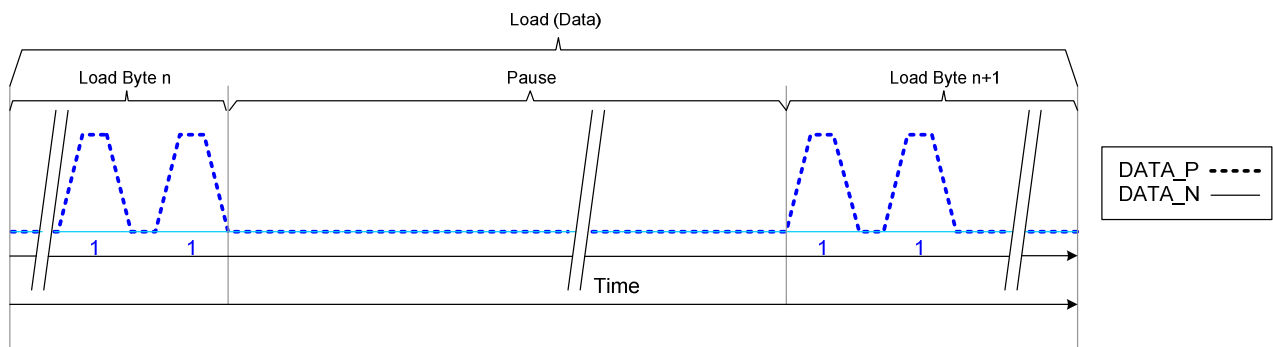 Load (Data)
Load Byte n
Pause
Load Byte n+1
DATA_P
DATA_N
1
1
1
1
Time